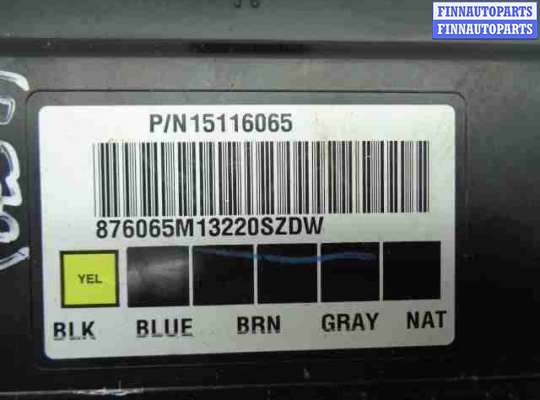 FINNAUTOPARTS
FINNAUTOPARTS
P/N15116065
876065M13220SZDW
YEL
BLK BLUE BRN GRAY NAT